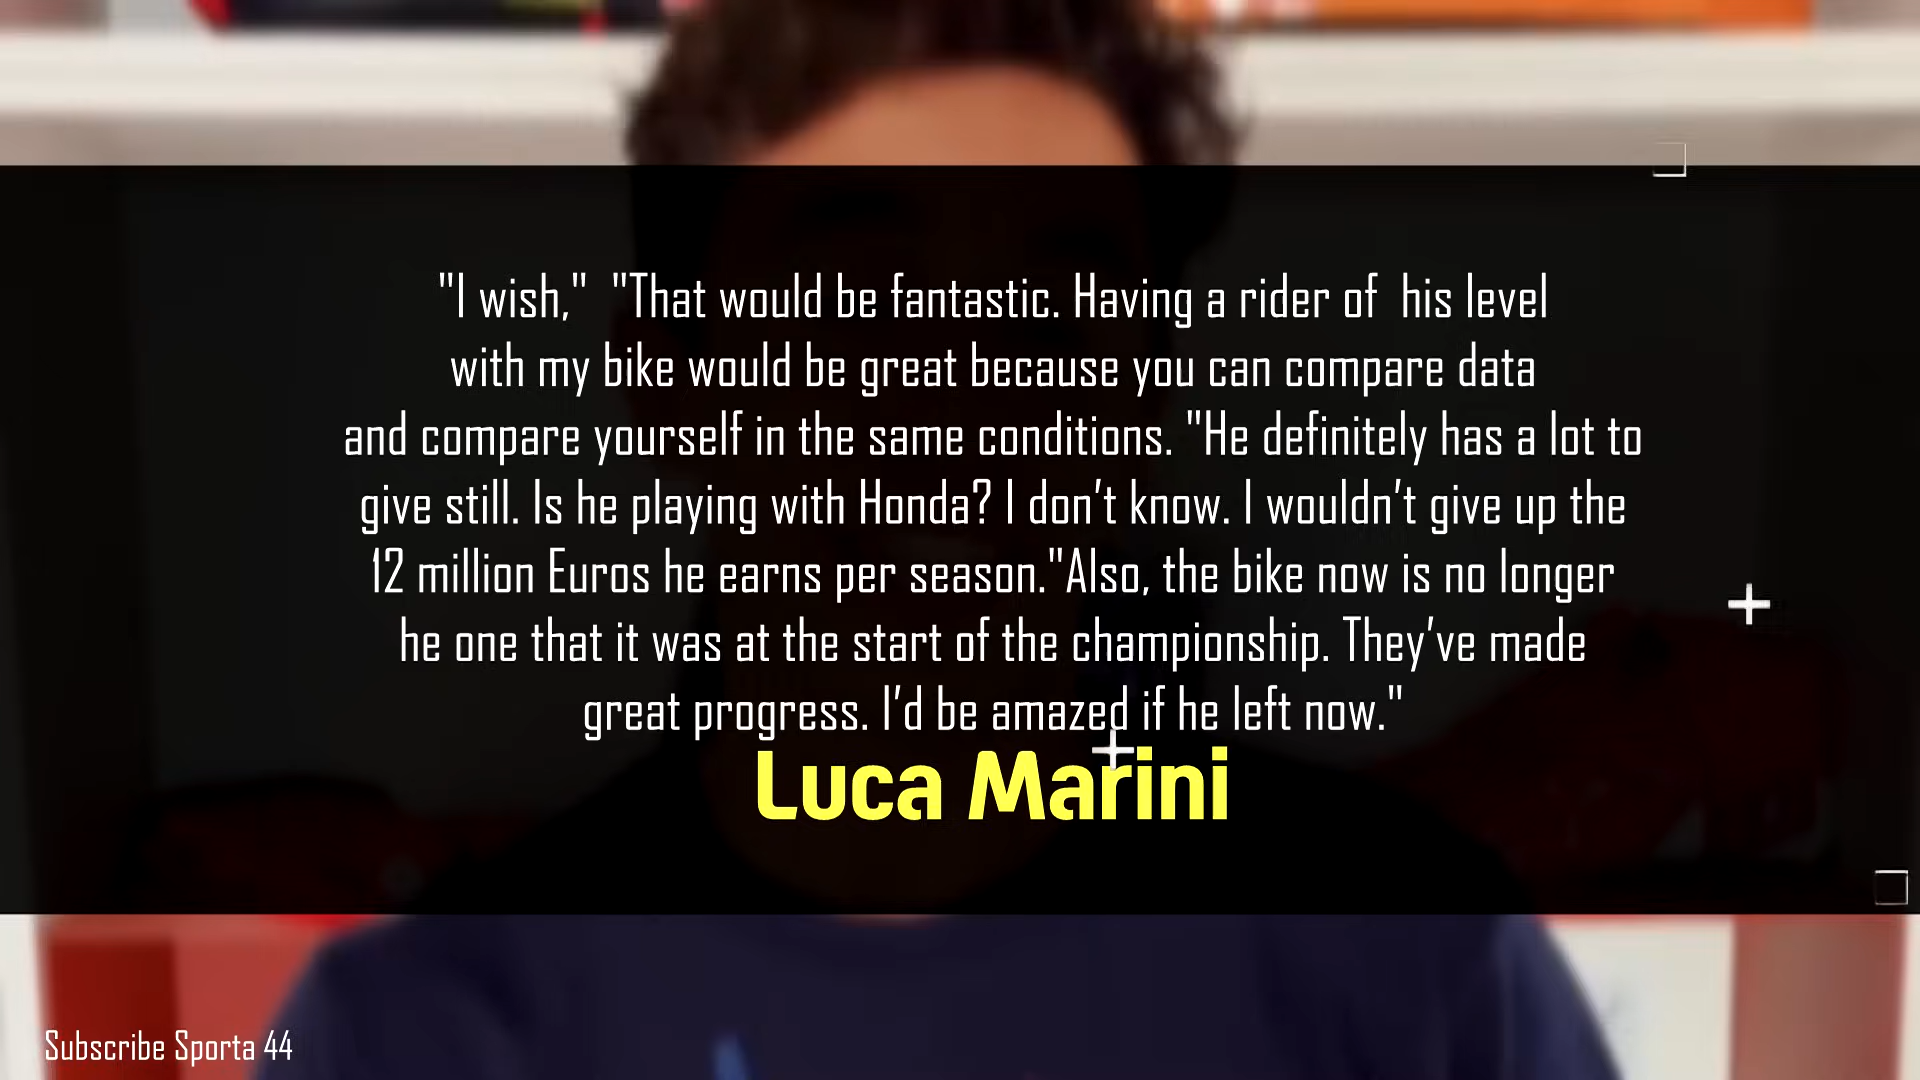 "I wish,"  "That would be fantastic. Having a rider of  his level
with my bike would be great because you can compare data
and compare yourself in the same conditions. "He definitely has a lot to
give still. Is he playing with Honda? I don't know. I wouldn't give up the
12 million Euros he earns per season."Also, the bike now is no longer
he one that it was at the start of the championship. They've made
great progress. I'd be amazed if he left now."
Luca Marini
Subscribe Sporta 44